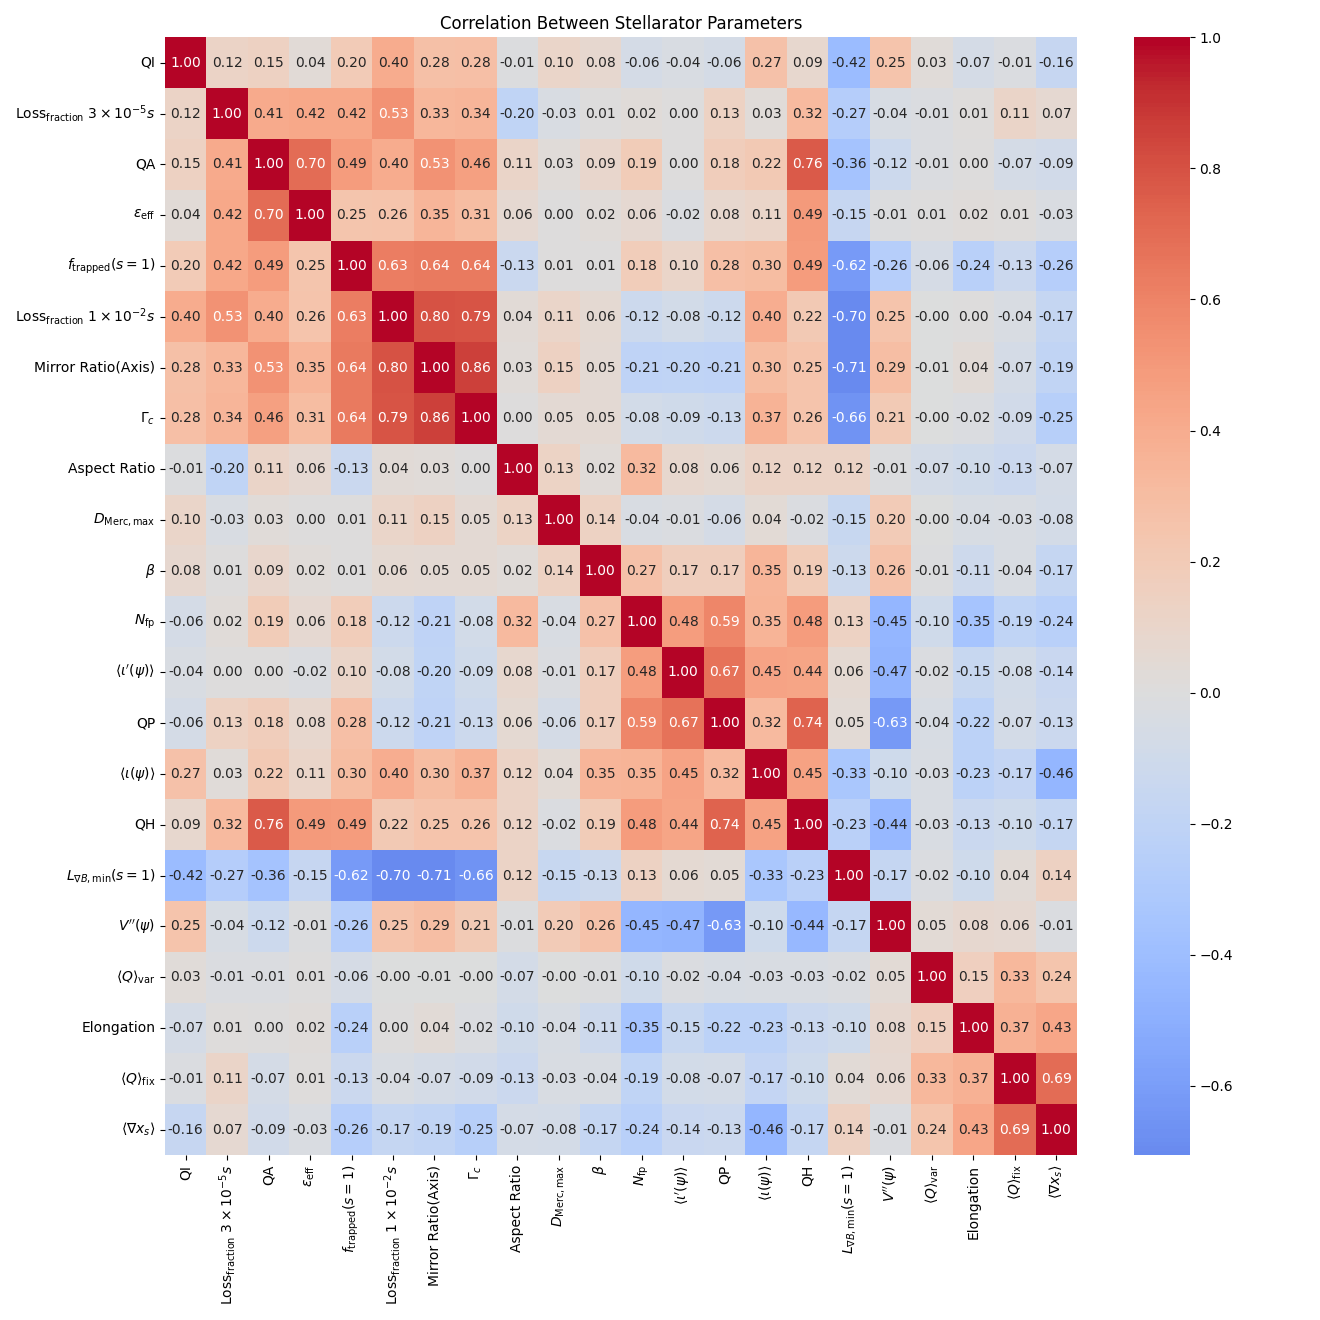 Correlation Between Stellarator Parameters
QI 1.00 0.12 0.15 0.04 0.20 0.40 0.28 0.28 -0.01 0.10 0.08 -0.06 -0.04 -0.06 0.27 0.09 -0.42 0.25 0.03 -0.07 -0.01 -0.16
Loss_fraction 3 × 10⁻⁵s 0.12 1.00 0.41 0.42 0.42 0.53 0.33 0.34 -0.20 -0.03 0.01 0.02 0.00 0.13 0.03 0.32 -0.27 -0.04 -0.01 0.01 0.11 0.07
QA 0.15 0.41 1.00 0.70 0.49 0.40 0.53 0.46 0.11 0.03 0.09 0.19 0.00 0.18 0.22 0.76 -0.36 -0.12 -0.01 0.00 -0.07 -0.09
ε_eff 0.04 0.42 0.70 1.00 0.25 0.26 0.35 0.31 0.06 0.00 0.02 0.06 -0.02 0.08 0.11 0.49 -0.15 -0.01 0.01 0.02 0.01 -0.03
f_trapped(s = 1) 0.20 0.42 0.49 0.25 1.00 0.63 0.64 0.64 -0.13 0.01 0.01 0.18 0.10 0.28 0.30 0.49 -0.62 -0.26 -0.06 -0.24 -0.13 -0.26
Loss_fraction 1 × 10⁻²s 0.40 0.53 0.40 0.26 0.63 1.00 0.80 0.79 0.04 0.11 0.06 -0.12 -0.08 -0.12 0.40 0.22 -0.70 0.25 -0.00 0.00 -0.04 -0.17
Mirror Ratio(Axis) 0.28 0.33 0.53 0.35 0.64 0.80 1.00 0.86 0.03 0.15 0.05 -0.21 -0.20 -0.21 0.30 0.25 -0.71 0.29 -0.01 0.04 -0.07 -0.19
Γ_c 0.28 0.34 0.46 0.31 0.64 0.79 0.86 1.00 0.00 0.05 0.05 -0.08 -0.09 -0.13 0.37 0.26 -0.66 0.21 -0.00 -0.02 -0.09 -0.25
Aspect Ratio -0.01 -0.20 0.11 0.06 -0.13 0.04 0.03 0.00 1.00 0.13 0.02 0.32 0.08 0.06 0.12 0.12 0.12 -0.01 -0.07 -0.10 -0.13 -0.07
D_Merc, max 0.10 -0.03 0.03 0.00 0.01 0.11 0.15 0.05 0.13 1.00 0.14 -0.04 -0.01 -0.06 0.04 -0.02 -0.15 0.20 -0.00 -0.04 -0.03 -0.08
β 0.08 0.01 0.09 0.02 0.01 0.06 0.05 0.05 0.02 0.14 1.00 0.27 0.17 0.17 0.35 0.19 -0.13 0.26 -0.01 -0.11 -0.04 -0.17
N_fp -0.06 0.02 0.19 0.06 0.18 -0.12 -0.21 -0.08 0.32 -0.04 0.27 1.00 0.48 0.59 0.35 0.48 0.13 -0.45 -0.10 -0.35 -0.19 -0.24
⟨ι′(ψ)⟩ -0.04 0.00 0.00 -0.02 0.10 -0.08 -0.20 -0.09 0.08 -0.01 0.17 0.48 1.00 0.67 0.45 0.44 0.06 -0.47 -0.02 -0.15 -0.08 -0.14
QP -0.06 0.13 0.18 0.08 0.28 -0.12 -0.21 -0.13 0.06 -0.06 0.17 0.59 0.67 1.00 0.32 0.74 0.05 -0.63 -0.04 -0.22 -0.07 -0.13
⟨ι(ψ)⟩ 0.27 0.03 0.22 0.11 0.30 0.40 0.30 0.37 0.12 0.04 0.35 0.35 0.45 0.32 1.00 0.45 -0.33 -0.10 -0.03 -0.23 -0.17 -0.46
QH 0.09 0.32 0.76 0.49 0.49 0.22 0.25 0.26 0.12 -0.02 0.19 0.48 0.44 0.74 0.45 1.00 -0.23 -0.44 -0.03 -0.13 -0.10 -0.17
L_∇B, min(s = 1) -0.42 -0.27 -0.36 -0.15 -0.62 -0.70 -0.71 -0.66 0.12 -0.15 -0.13 0.13 0.06 0.05 -0.33 -0.23 1.00 -0.17 -0.02 -0.10 0.04 0.14
V″(ψ) 0.25 -0.04 -0.12 -0.01 -0.26 0.25 0.29 0.21 -0.01 0.20 0.26 -0.45 -0.47 -0.63 -0.10 -0.44 -0.17 1.00 0.05 0.08 0.06 -0.01
⟨Q⟩_var 0.03 -0.01 -0.01 0.01 -0.06 -0.00 -0.01 -0.00 -0.07 -0.00 -0.01 -0.10 -0.02 -0.04 -0.03 -0.03 -0.02 0.05 1.00 0.15 0.33 0.24
Elongation -0.07 0.01 0.00 0.02 -0.24 0.00 0.04 -0.02 -0.10 -0.04 -0.11 -0.35 -0.15 -0.22 -0.23 -0.13 -0.10 0.08 0.15 1.00 0.37 0.43
⟨Q⟩_fix -0.01 0.11 -0.07 0.01 -0.13 -0.04 -0.07 -0.09 -0.13 -0.03 -0.04 -0.19 -0.08 -0.07 -0.17 -0.10 0.04 0.06 0.33 0.37 1.00 0.69
⟨∇x_s⟩ -0.16 0.07 -0.09 -0.03 -0.26 -0.17 -0.19 -0.25 -0.07 -0.08 -0.17 -0.24 -0.14 -0.13 -0.46 -0.17 0.14 -0.01 0.24 0.43 0.69 1.00
QI
Loss_fraction 3 × 10⁻⁵s
QA
ε_eff
f_trapped(s = 1)
Loss_fraction 1 × 10⁻²s
Mirror Ratio(Axis)
Γ_c
Aspect Ratio
D_Merc, max
β
N_fp
⟨ι′(ψ)⟩
QP
⟨ι(ψ)⟩
QH
L_∇B, min(s = 1)
V″(ψ)
⟨Q⟩_var
Elongation
⟨Q⟩_fix
⟨∇x_s⟩
1.0
0.8
0.6
0.4
0.2
0.0
−0.2
−0.4
−0.6